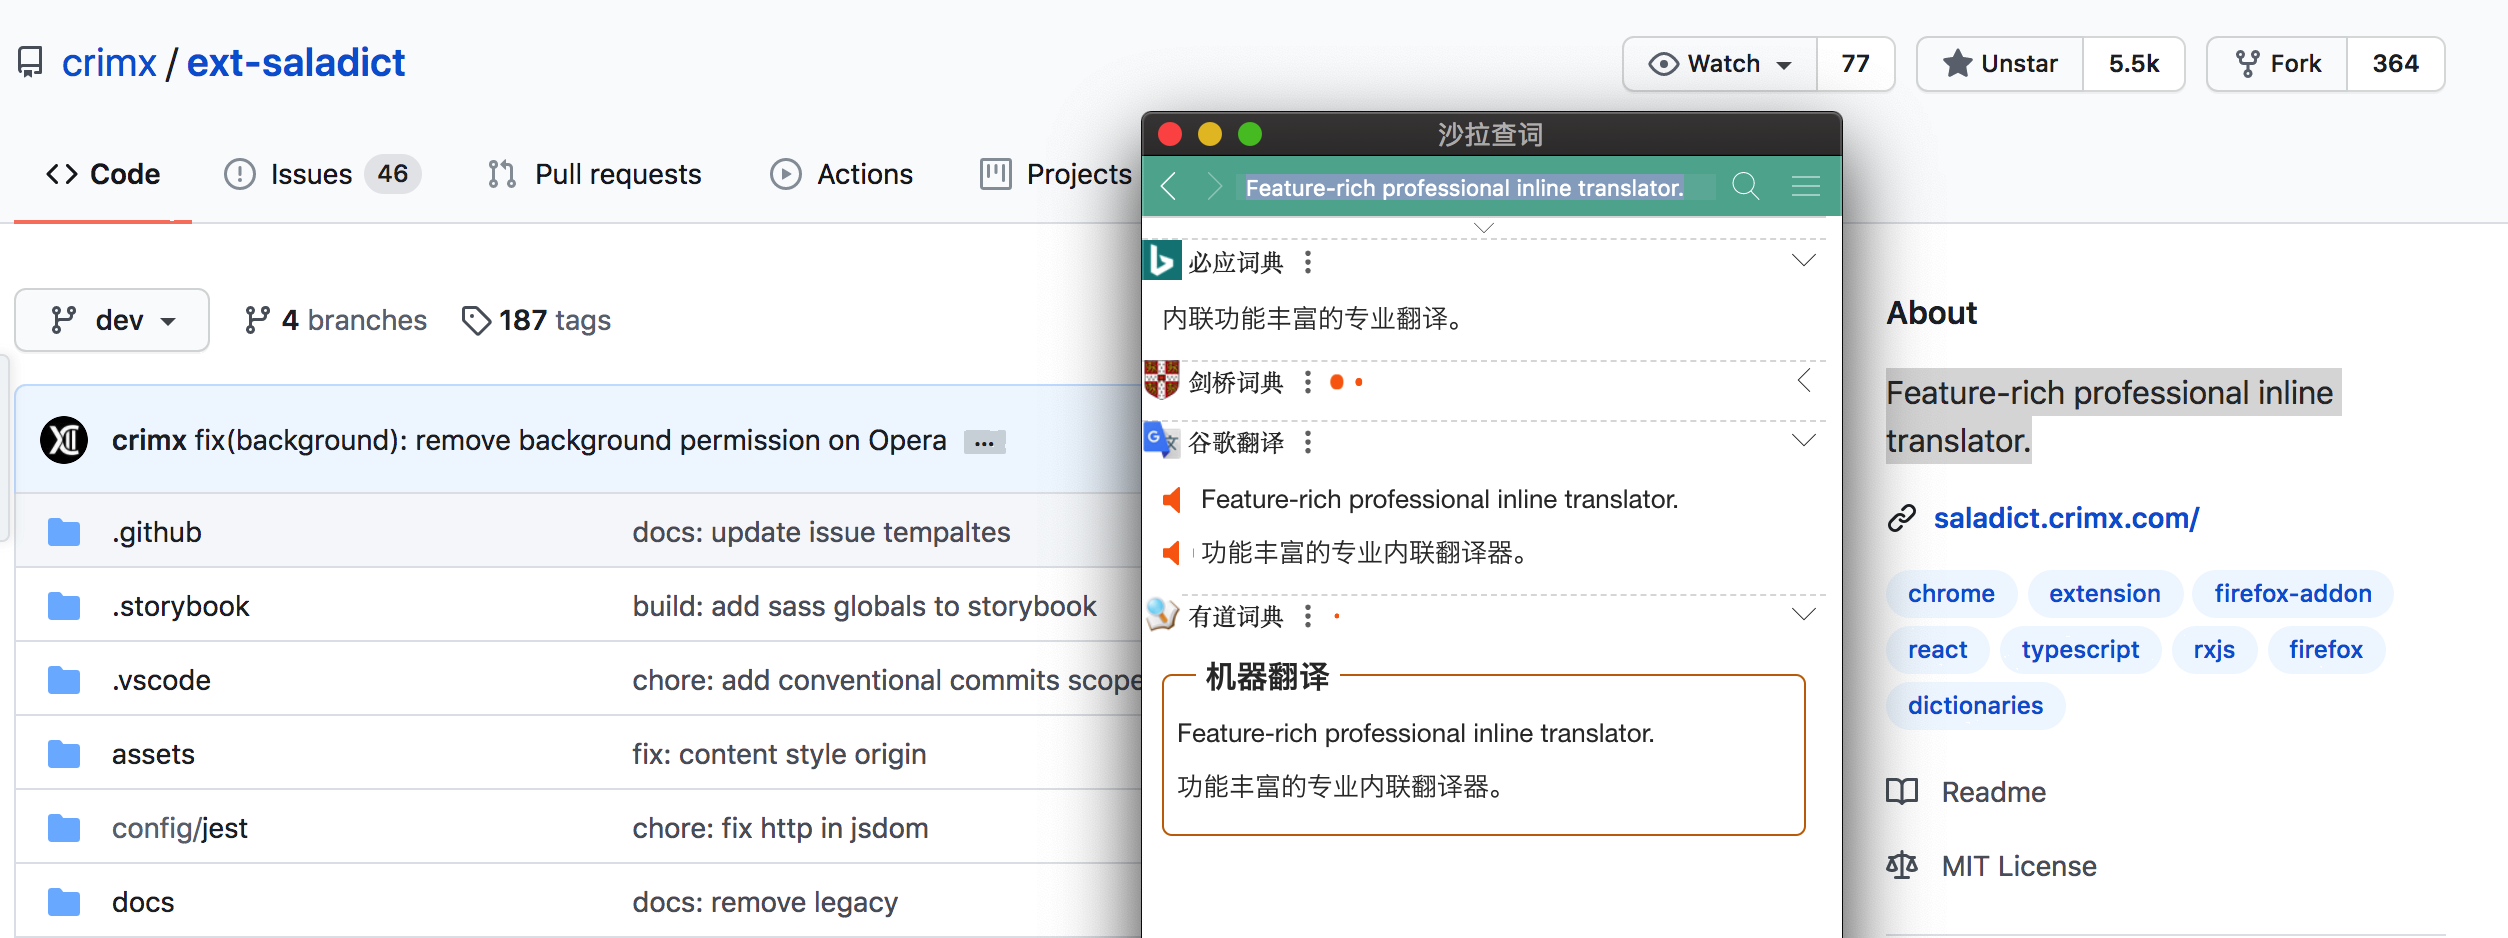 crimx / ext-saladict
Watch 77
Unstar 5.5k
Fork 364
Code
Issues 46
Pull requests
Actions
Projects
dev
4 branches
187 tags
crimx fix(background): remove background permission on Opera ...
.github docs: update issue tempaltes
.storybook build: add sass globals to storybook
.vscode chore: add conventional commits scope
assets fix: content style origin
config/jest chore: fix http in jsdom
docs docs: remove legacy
沙拉查词
Feature-rich professional inline translator.
必应词典
内联功能丰富的专业翻译。
剑桥词典
谷歌翻译
Feature-rich professional inline translator.
功能丰富的专业内联翻译器。
有道词典
机器翻译
Feature-rich professional inline translator.
功能丰富的专业内联翻译器。
About
Feature-rich professional inline
translator.
saladict.crimx.com/
chrome extension firefox-addon
react typescript rxjs firefox
dictionaries
Readme
MIT License